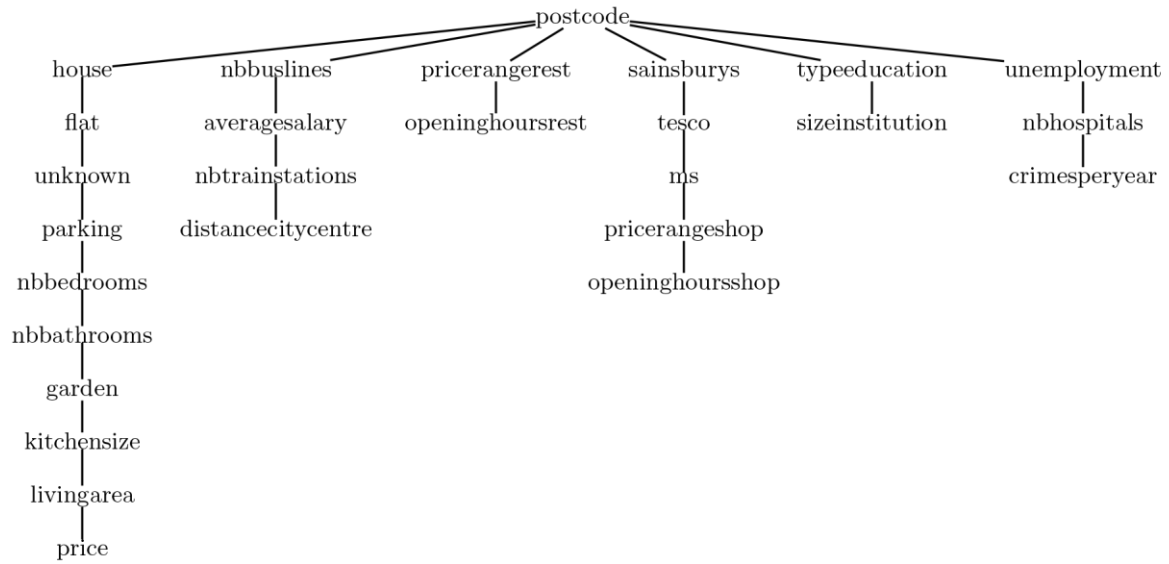 postcode
house nbbuslines pricerangerest sainsburys typeeducation unemployment
flat averagesalary openinghoursrest tesco sizeinstitution nbhospitals
unknown nbtrainstations ms crimesperyear
parking distancecitycentre pricerangeshop
nbbedrooms openinghoursshop
nbbathrooms
garden
kitchensize
livingarea
price